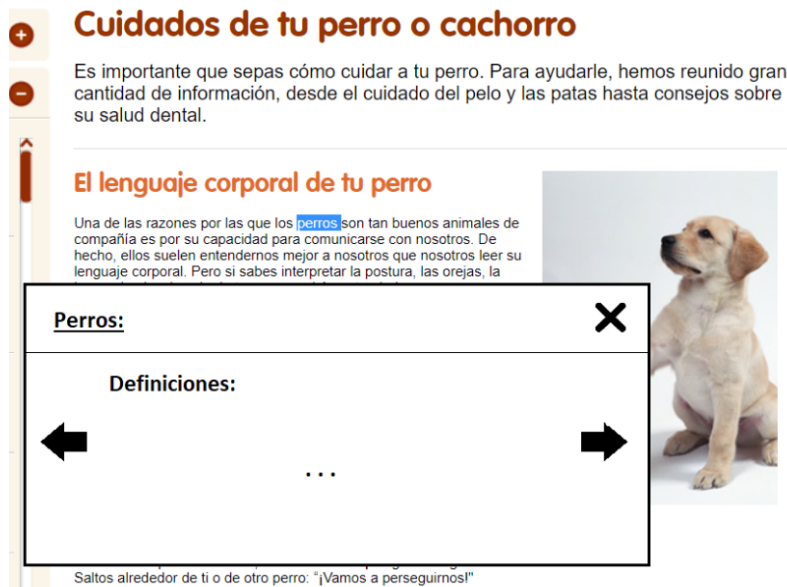 Cuidados de tu perro o cachorro
Es importante que sepas cómo cuidar a tu perro. Para ayudarle, hemos reunido gran
cantidad de información, desde el cuidado del pelo y las patas hasta consejos sobre
su salud dental.
El lenguaje corporal de tu perro
Una de las razones por las que los perros son tan buenos animales de
compañía es por su capacidad para comunicarse con nosotros. De
hecho, ellos suelen entendernos mejor a nosotros que nosotros leer su
lenguaje corporal. Pero si sabes interpretar la postura, las orejas, la
Perros:
Definiciones:
...
Saltos alrededor de ti o de otro perro: "¡Vamos a perseguirnos!"